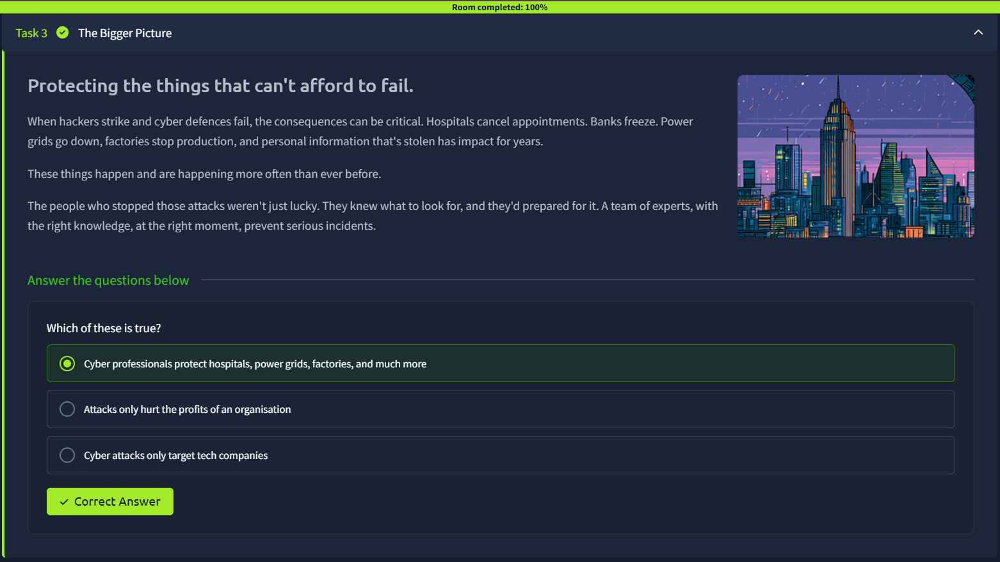 Room completed: 100%
Task 3 The Bigger Picture
Protecting the things that can't afford to fail.
When hackers strike and cyber defences fail, the consequences can be critical. Hospitals cancel appointments. Banks freeze. Power
grids go down, factories stop production, and personal information that's stolen has impact for years.
These things happen and are happening more often than ever before.
The people who stopped those attacks weren't just lucky. They knew what to look for, and they'd prepared for it. A team of experts, with
the right knowledge, at the right moment, prevent serious incidents.
Answer the questions below
Which of these is true?
Cyber professionals protect hospitals, power grids, factories, and much more
Attacks only hurt the profits of an organisation
Cyber attacks only target tech companies
Correct Answer